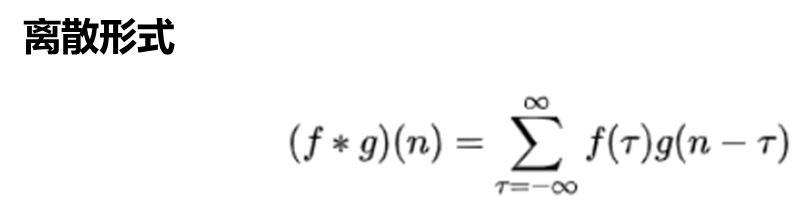 离散形式
(f * g)(n) = ∑_{τ=-∞}^{∞} f(τ)g(n − τ)